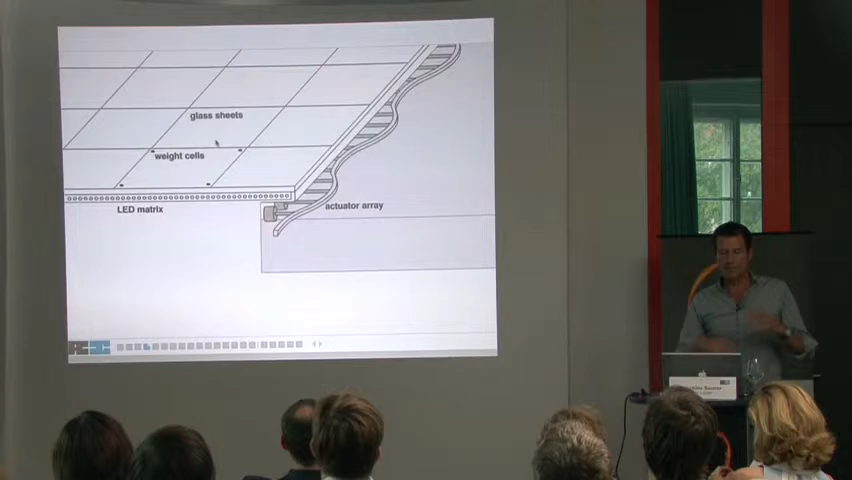 glass sheets
weight cells
LED matrix
actuator array